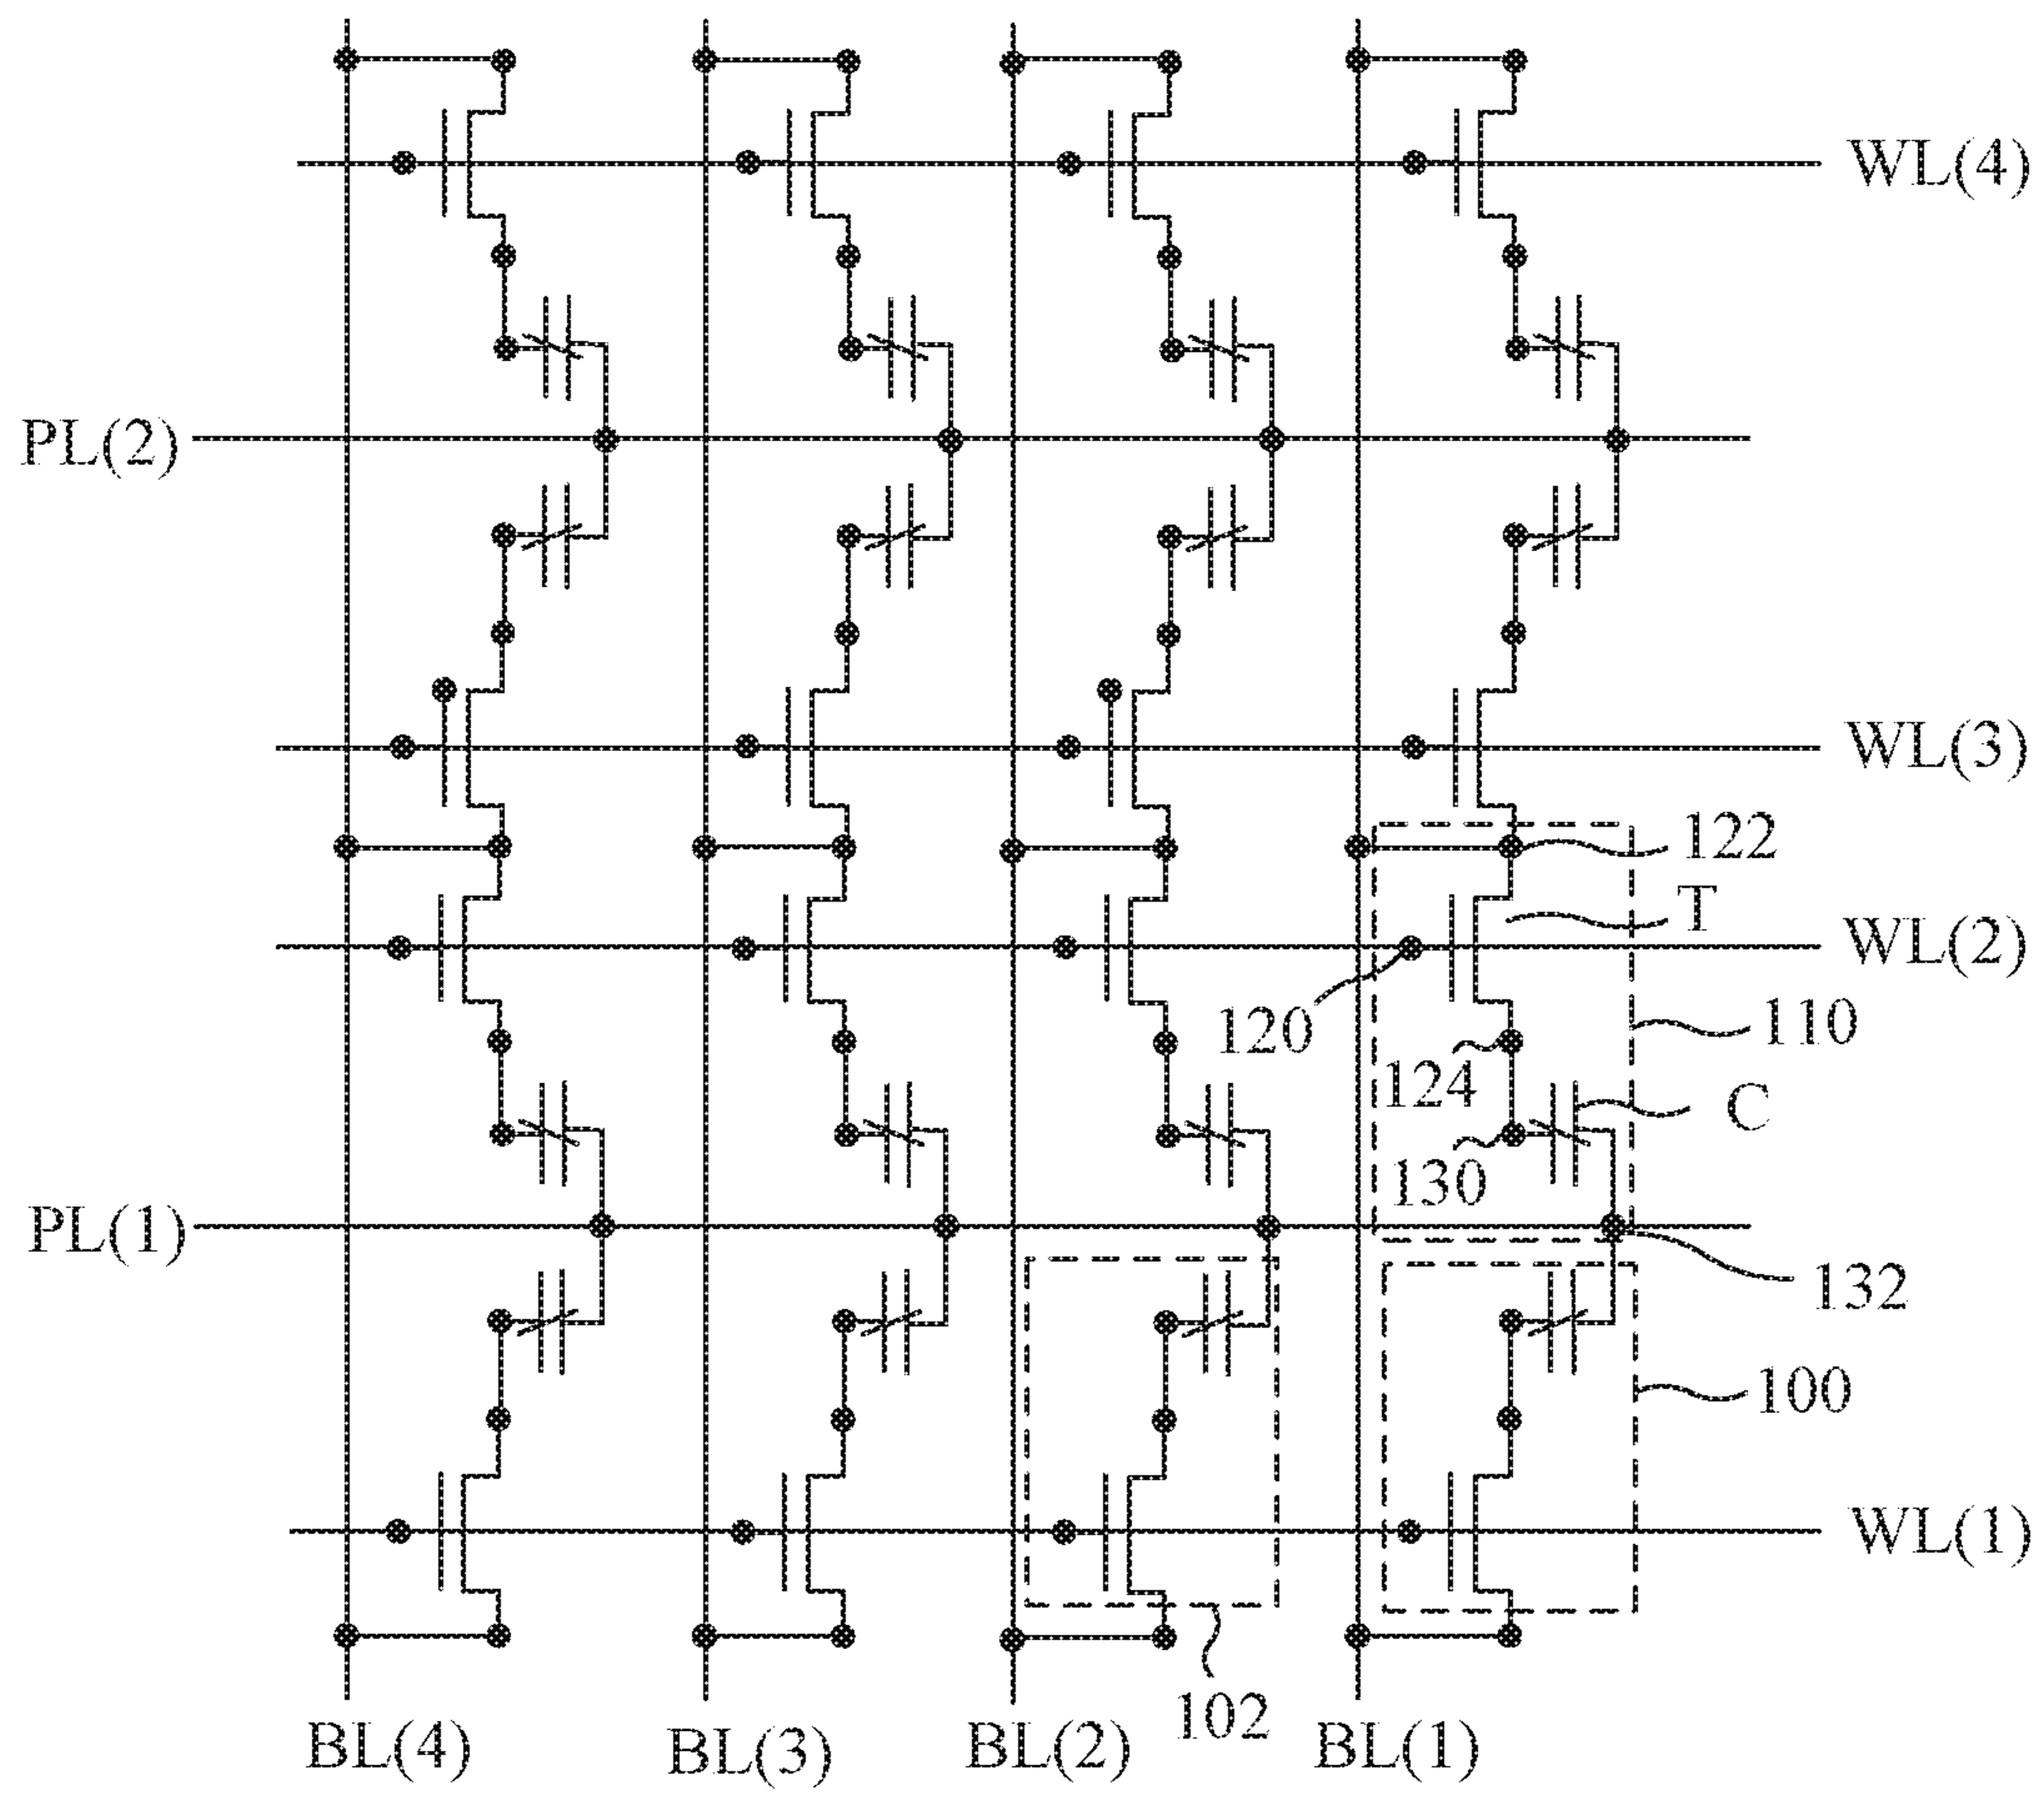 WL(4)
PL(2)
WL(3)
122
T
WL(2)
120
110
124
C
130
PL(1)
132
100
WL(1)
102
BL(4)
BL(3)
BL(2)
BL(1)